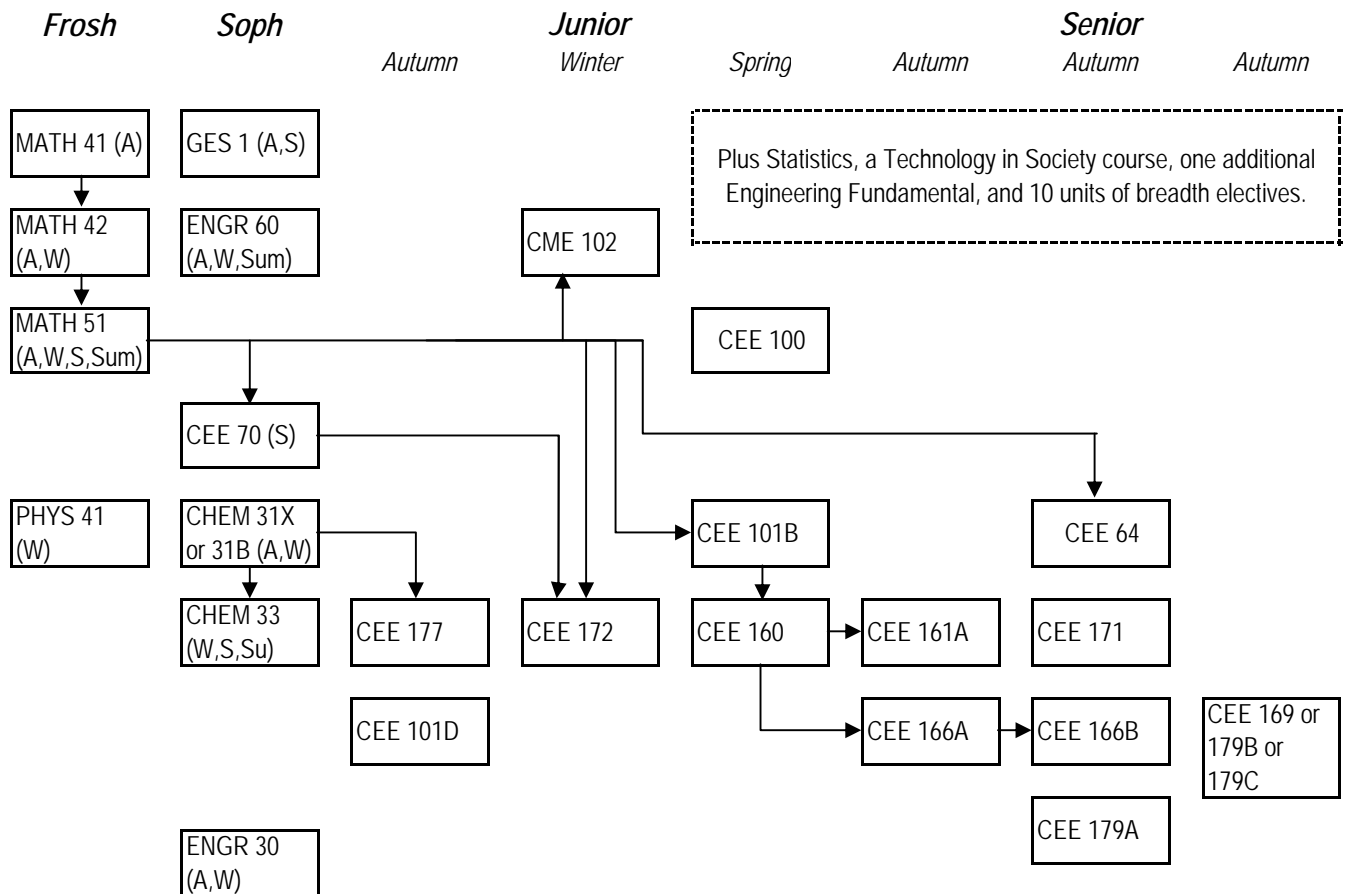 Frosh Soph Junior Senior
Autumn Winter Spring Autumn Autumn Autumn
MATH 41 (A)
GES 1 (A,S)
Plus Statistics, a Technology in Society course, one additional
Engineering Fundamental, and 10 units of breadth electives.
MATH 42
(A,W)
ENGR 60
(A,W,Sum)
CME 102
MATH 51
(A,W,S,Sum)
CEE 100
CEE 70 (S)
PHYS 41
(W)
CHEM 31X
or 31B (A,W)
CEE 101B
CEE 64
CHEM 33
(W,S,Su)
CEE 177
CEE 172
CEE 160
CEE 161A
CEE 171
CEE 101D
CEE 166A
CEE 166B
CEE 169 or
179B or
179C
CEE 179A
ENGR 30
(A,W)